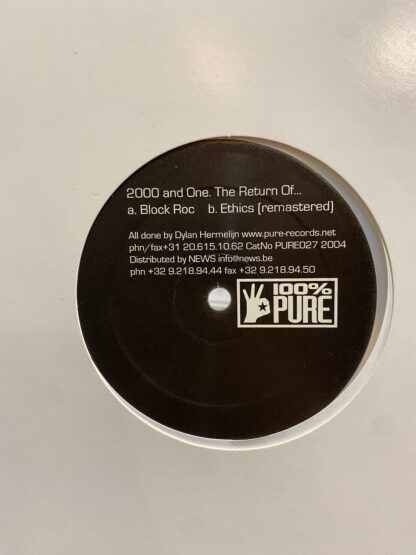 2000 and One. The Return Of...
a. Block Roc b. Ethics (remastered)
All done by Dylan Hermelijn www.pure-records.net
phn/fax+31 20.615.10.62 CatNo PURE027 2004
Distributed by NEWS info@news.be
phn +32 9.218.94.44 fax +32 9.218.94.50
100%
PURE